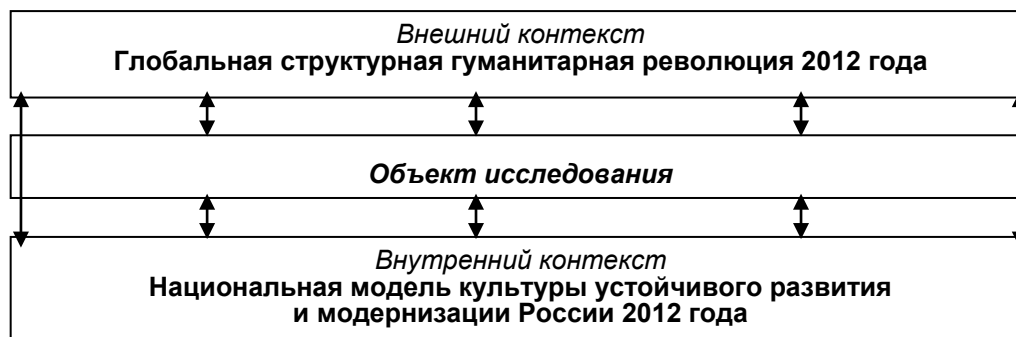 Внешний контекст
Глобальная структурная гуманитарная революция 2012 года
Объект исследования
Внутренний контекст
Национальная модель культуры устойчивого развития
и модернизации России 2012 года